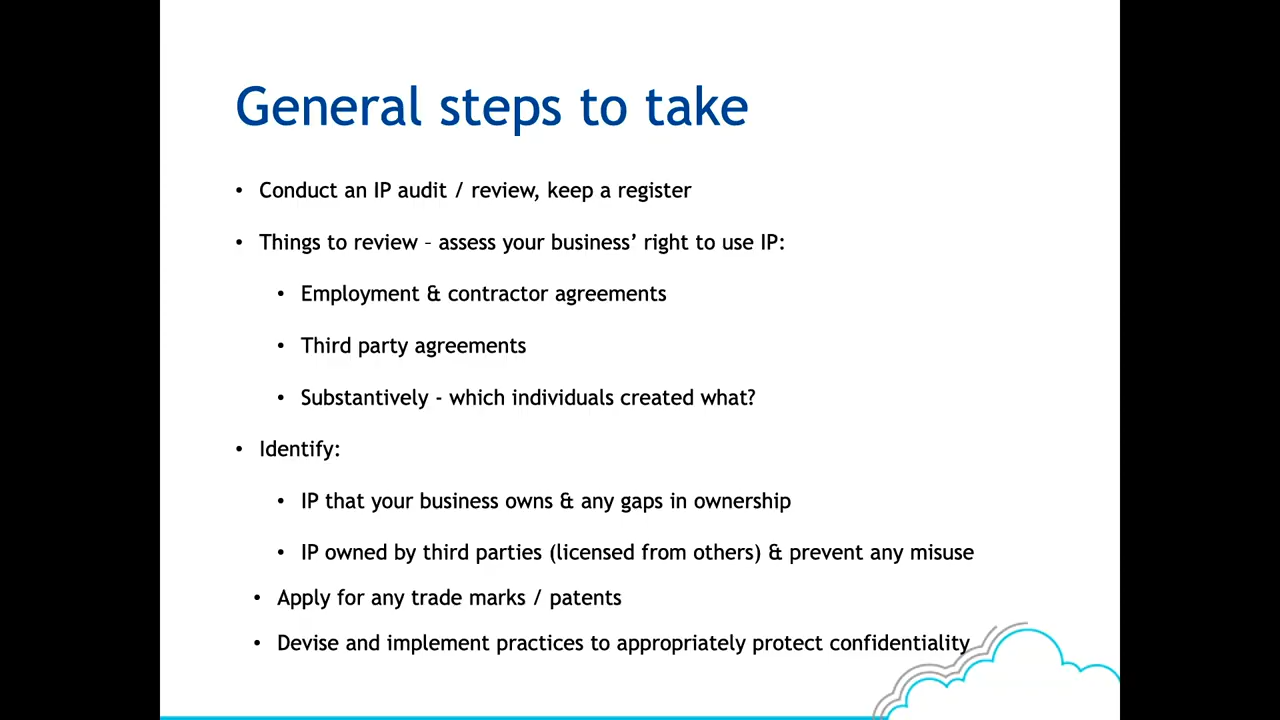 General steps to take
• Conduct an IP audit / review, keep a register
• Things to review – assess your business’ right to use IP:
• Employment & contractor agreements
• Third party agreements
• Substantively - which individuals created what?
• Identify:
• IP that your business owns & any gaps in ownership
• IP owned by third parties (licensed from others) & prevent any misuse
• Apply for any trade marks / patents
• Devise and implement practices to appropriately protect confidentiality